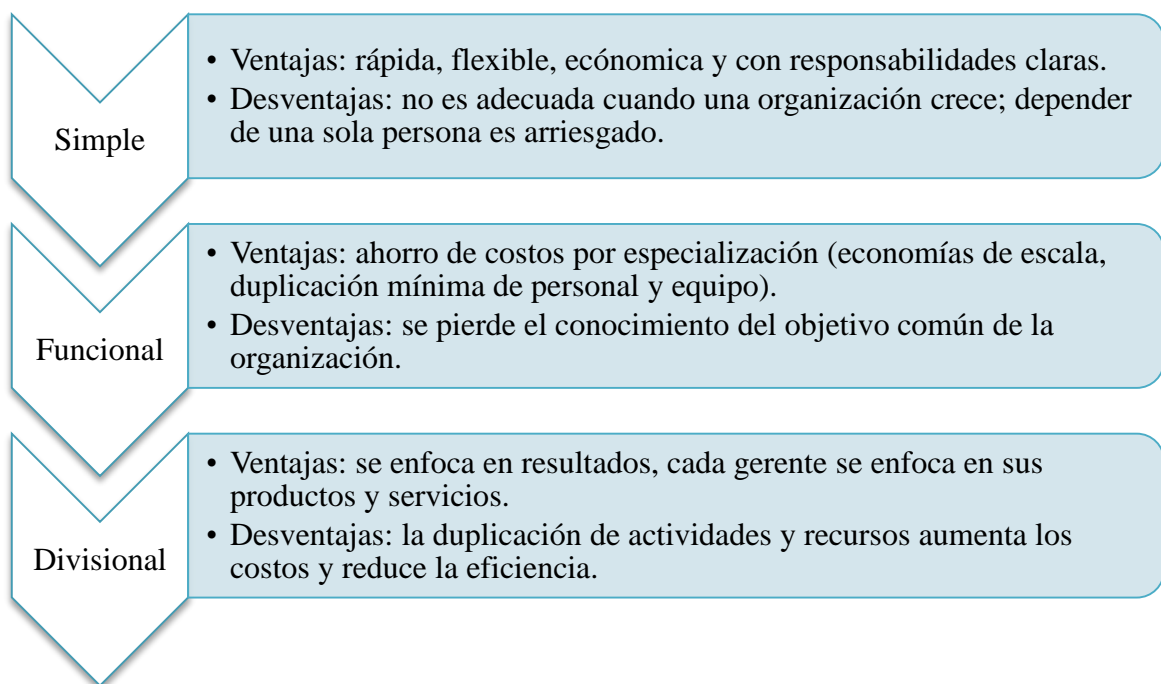 Simple
• Ventajas: rápida, flexible, ecónomica y con responsabilidades claras.
• Desventajas: no es adecuada cuando una organización crece; depender
de una sola persona es arriesgado.
Funcional
• Ventajas: ahorro de costos por especialización (economías de escala,
duplicación mínima de personal y equipo).
• Desventajas: se pierde el conocimiento del objetivo común de la
organización.
Divisional
• Ventajas: se enfoca en resultados, cada gerente se enfoca en sus
productos y servicios.
• Desventajas: la duplicación de actividades y recursos aumenta los
costos y reduce la eficiencia.